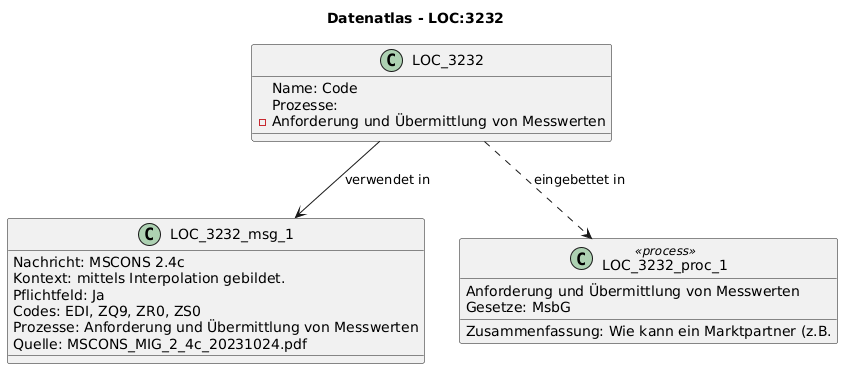 Datenatlas - LOC:3232
C LOC_3232
Name: Code
Prozesse:
Anforderung und Übermittlung von Messwerten
verwendet in
eingebettet in
C LOC_3232_msg_1
Nachricht: MSCONS 2.4c
Kontext: mittels Interpolation gebildet.
Pflichtfeld: Ja
Codes: EDI, ZQ9, ZR0, ZS0
Prozesse: Anforderung und Übermittlung von Messwerten
Quelle: MSCONS_MIG_2_4c_20231024.pdf
«process»
C LOC_3232_proc_1
Anforderung und Übermittlung von Messwerten
Gesetze: MsbG
Zusammenfassung: Wie kann ein Marktpartner (z.B.